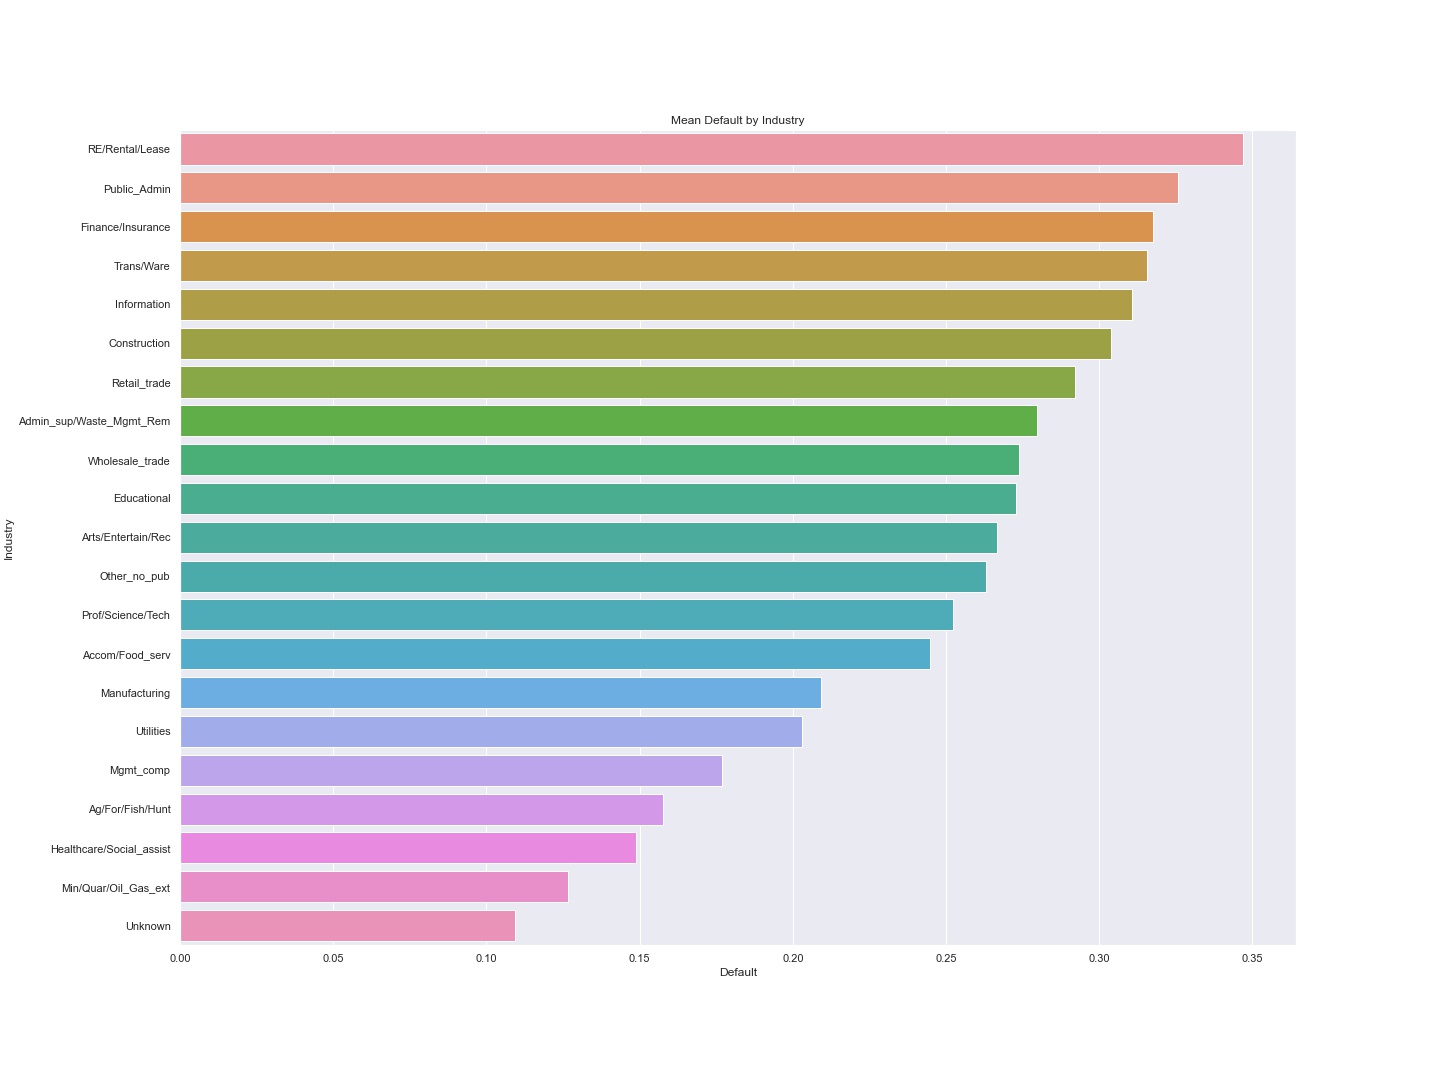 Mean Default by Industry
RE/Rental/Lease
Public_Admin
Finance/Insurance
Trans/Ware
Information
Construction
Retail_trade
Admin_sup/Waste_Mgmt_Rem
Wholesale_trade
Educational
Arts/Entertain/Rec
Other_no_pub
Prof/Science/Tech
Accom/Food_serv
Manufacturing
Utilities
Mgmt_comp
Ag/For/Fish/Hunt
Healthcare/Social_assist
Min/Quar/Oil_Gas_ext
Unknown
Industry
0.00 0.05 0.10 0.15 0.20 0.25 0.30 0.35
Default